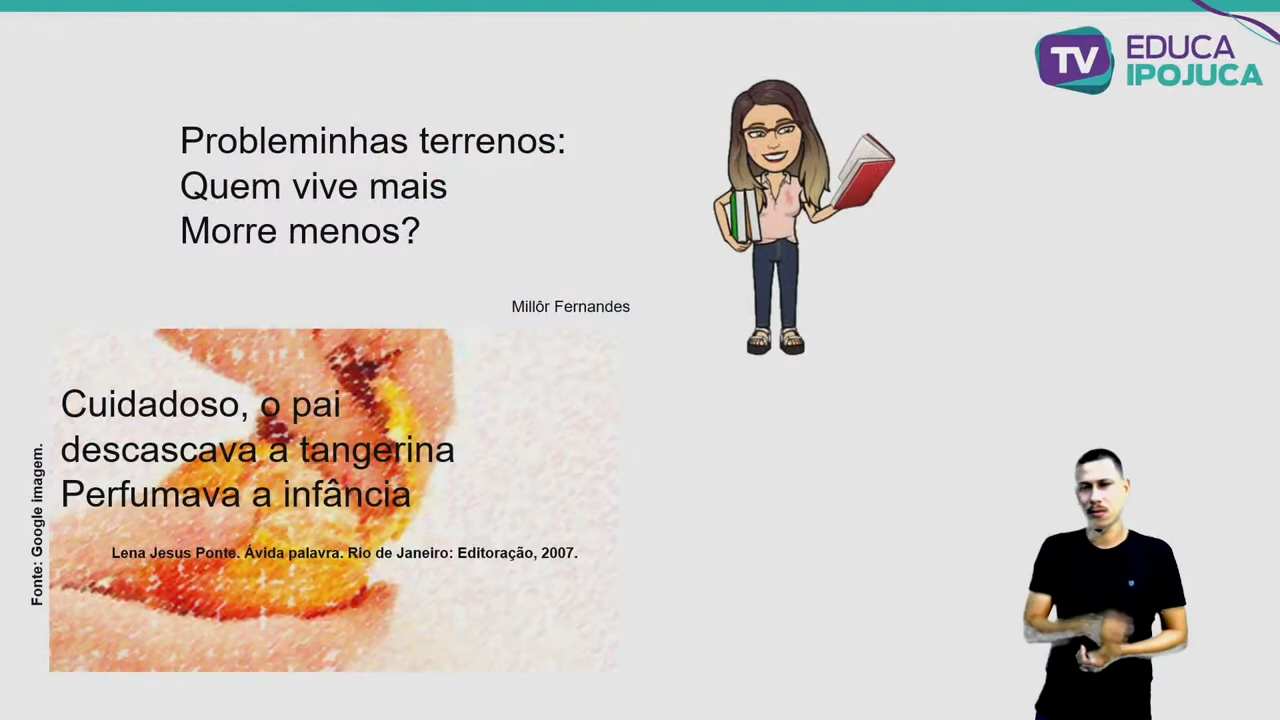 TV EDUCA
IPOJUCA
Probleminhas terrenos:
Quem vive mais
Morre menos?
Millôr Fernandes
Cuidadoso, o pai
descascava a tangerina
Perfumava a infância
Lena Jesus Ponte. Ávida palavra. Rio de Janeiro: Editoração, 2007.
Fonte: Google imagem.